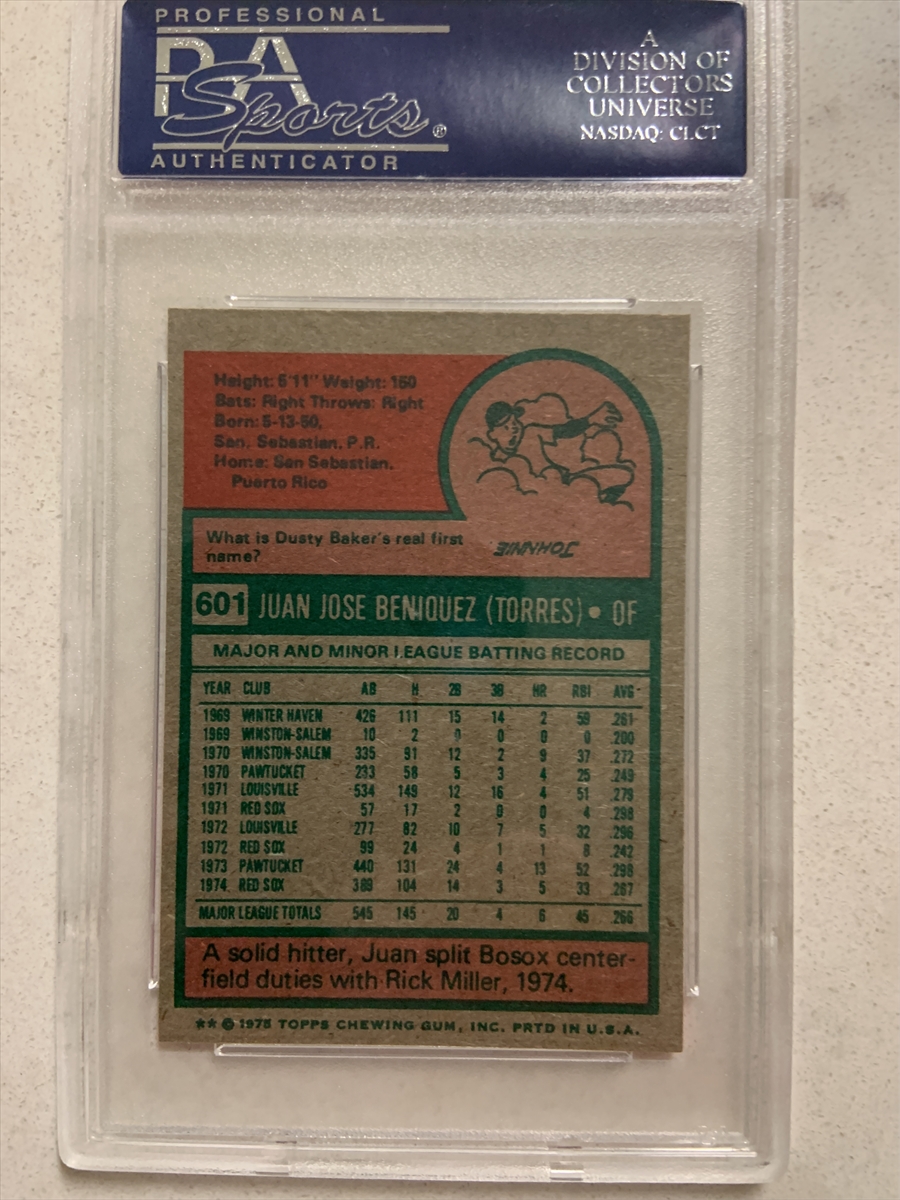 PROFESSIONAL
PSA
Sports®
AUTHENTICATOR
A
DIVISION OF
COLLECTORS
UNIVERSE
NASDAQ: CLCT
Height: 5'11" Weight: 150
Bats: Right Throws: Right
Born: 5-13-50,
San. Sebastian, P.R.
Home: San Sebastian,
Puerto Rico
What is Dusty Baker's real first
name?
JOHNNIE
601 JUAN JOSE BENIQUEZ (TORRES) • OF
MAJOR AND MINOR LEAGUE BATTING RECORD
YEAR CLUB AB H 2B 3B HR RBI AVG
1969 WINTER HAVEN 426 111 15 14 2 59 .261
1969 WINSTON-SALEM 10 2 0 0 0 0 .200
1970 WINSTON-SALEM 335 91 12 2 9 37 .272
1970 PAWTUCKET 233 58 5 3 4 25 .249
1971 LOUISVILLE 534 149 12 16 4 51 .279
1971 RED SOX 57 17 2 0 0 4 .298
1972 LOUISVILLE 277 82 10 7 5 32 .296
1972 RED SOX 99 24 4 1 1 8 .242
1973 PAWTUCKET 440 131 24 4 13 52 .298
1974 RED SOX 389 104 14 3 5 33 .267
MAJOR LEAGUE TOTALS 545 145 20 4 6 45 .266
A solid hitter, Juan split Bosox center-
field duties with Rick Miller, 1974.
** © 1975 TOPPS CHEWING GUM, INC. PRTD IN U.S.A.